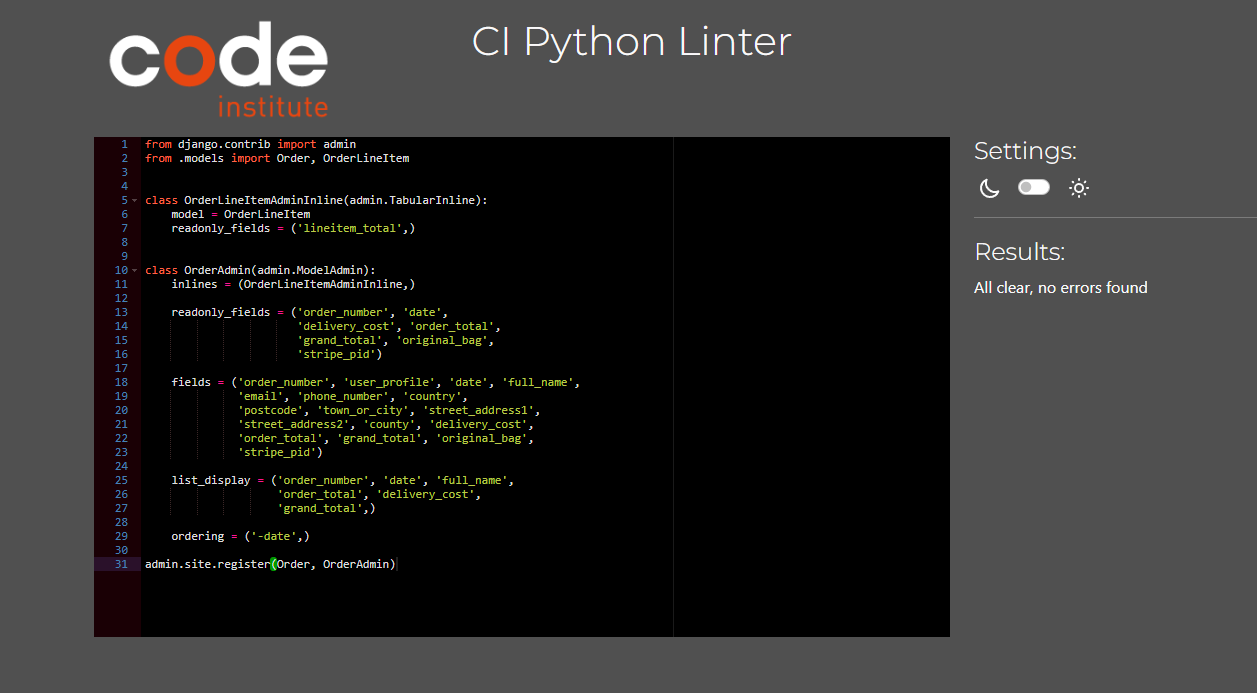 code
institute
CI Python Linter
1 from django.contrib import admin
2 from .models import Order, OrderLineItem
3
4
5 class OrderLineItemAdminInline(admin.TabularInline):
6     model = OrderLineItem
7     readonly_fields = ('lineitem_total',)
8
9
10 class OrderAdmin(admin.ModelAdmin):
11     inlines = (OrderLineItemAdminInline,)
12
13     readonly_fields = ('order_number', 'date',
14                        'delivery_cost', 'order_total',
15                        'grand_total', 'original_bag',
16                        'stripe_pid')
17
18     fields = ('order_number', 'user_profile', 'date', 'full_name',
19               'email', 'phone_number', 'country',
20               'postcode', 'town_or_city', 'street_address1',
21               'street_address2', 'county', 'delivery_cost',
22               'order_total', 'grand_total', 'original_bag',
23               'stripe_pid')
24
25     list_display = ('order_number', 'date', 'full_name',
26                     'order_total', 'delivery_cost',
27                     'grand_total',)
28
29     ordering = ('-date',)
30
31 admin.site.register(Order, OrderAdmin)
Settings:
Results:
All clear, no errors found